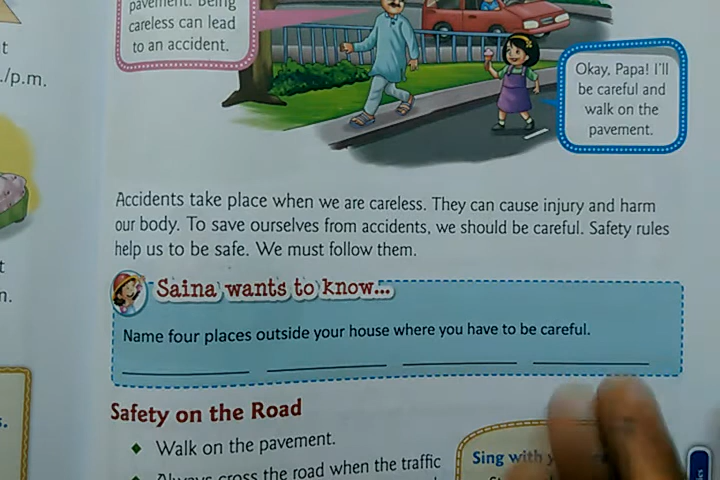 pavement. Being
careless can lead
to an accident.
./p.m.
Okay, Papa! I'll
be careful and
walk on the
pavement.
Accidents take place when we are careless. They can cause injury and harm
our body. To save ourselves from accidents, we should be careful. Safety rules
help us to be safe. We must follow them.
Saina wants to know...
Name four places outside your house where you have to be careful.
Safety on the Road
Walk on the pavement.
Always cross the road when the traffic
Sing with